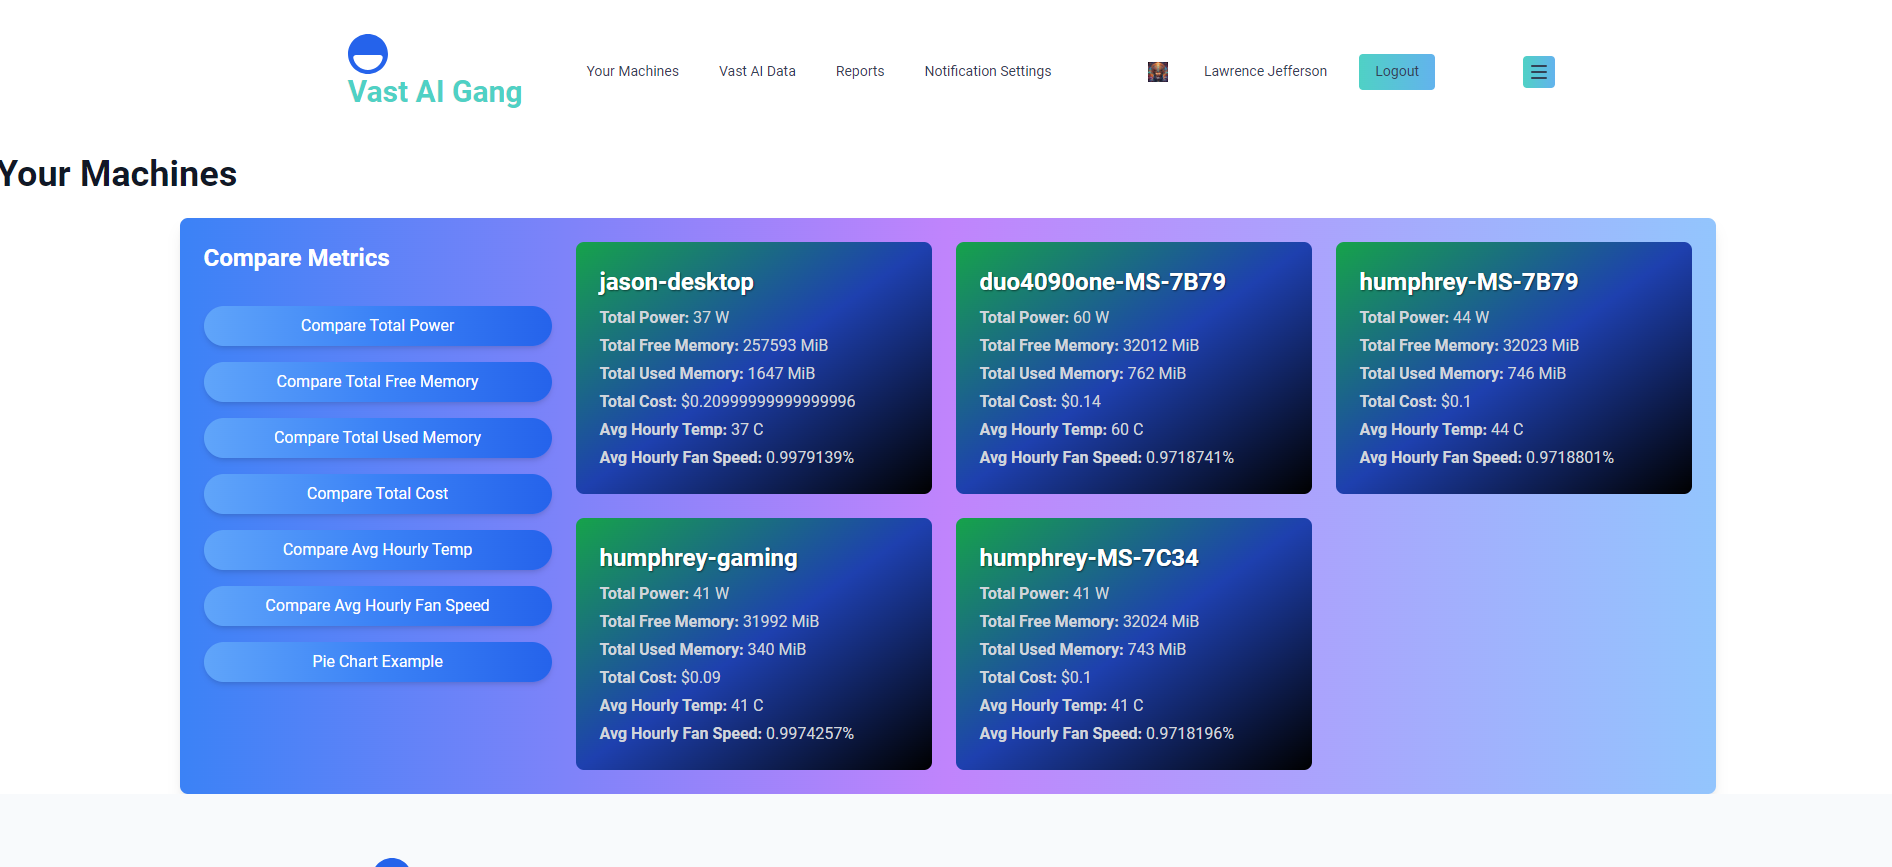 Vast AI Gang
Your Machines
Vast AI Data
Reports
Notification Settings
Lawrence Jefferson
Logout
Your Machines
Compare Metrics
Compare Total Power
Compare Total Free Memory
Compare Total Used Memory
Compare Total Cost
Compare Avg Hourly Temp
Compare Avg Hourly Fan Speed
Pie Chart Example
jason-desktop
Total Power: 37 W
Total Free Memory: 257593 MiB
Total Used Memory: 1647 MiB
Total Cost: $0.20999999999999996
Avg Hourly Temp: 37 C
Avg Hourly Fan Speed: 0.9979139%
duo4090one-MS-7B79
Total Power: 60 W
Total Free Memory: 32012 MiB
Total Used Memory: 762 MiB
Total Cost: $0.14
Avg Hourly Temp: 60 C
Avg Hourly Fan Speed: 0.9718741%
humphrey-MS-7B79
Total Power: 44 W
Total Free Memory: 32023 MiB
Total Used Memory: 746 MiB
Total Cost: $0.1
Avg Hourly Temp: 44 C
Avg Hourly Fan Speed: 0.9718801%
humphrey-gaming
Total Power: 41 W
Total Free Memory: 31992 MiB
Total Used Memory: 340 MiB
Total Cost: $0.09
Avg Hourly Temp: 41 C
Avg Hourly Fan Speed: 0.9974257%
humphrey-MS-7C34
Total Power: 41 W
Total Free Memory: 32024 MiB
Total Used Memory: 743 MiB
Total Cost: $0.1
Avg Hourly Temp: 41 C
Avg Hourly Fan Speed: 0.9718196%